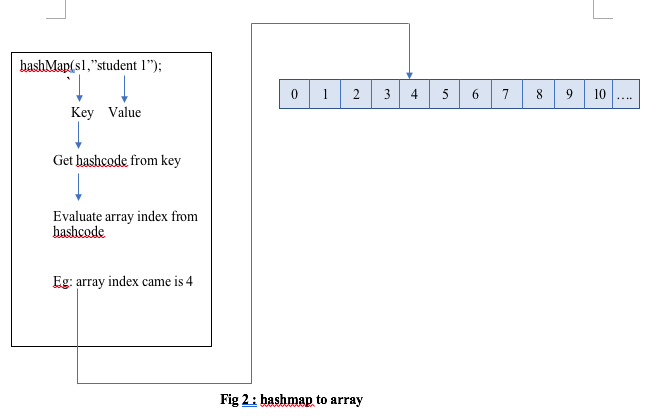 hashMap(s1,”student 1”);
Key Value
Get hashcode from key
Evaluate array index from
hashcode
Eg: array index came is 4
0 1 2 3 4 5 6 7 8 9 10 ....
Fig 2 : hashmap to array